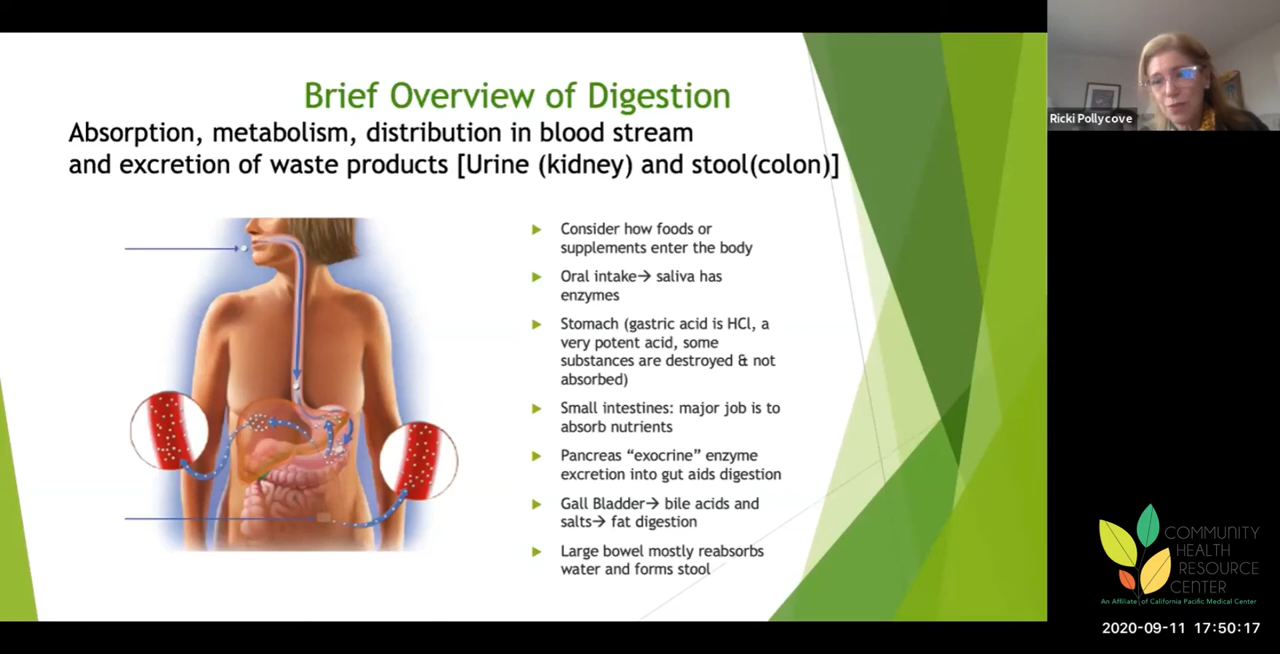 Brief Overview of Digestion
Absorption, metabolism, distribution in blood stream
and excretion of waste products [Urine (kidney) and stool(colon)]
Consider how foods or
supplements enter the body
Oral intake→ saliva has
enzymes
Stomach (gastric acid is HCl, a
very potent acid, some
substances are destroyed & not
absorbed)
Small intestines: major job is to
absorb nutrients
Pancreas “exocrine” enzyme
excretion into gut aids digestion
Gall Bladder→ bile acids and
salts→ fat digestion
Large bowel mostly reabsorbs
water and forms stool
Ricki Pollycove
COMMUNITY
HEALTH
RESOURCE
CENTER
An Affiliate of California Pacific Medical Center
2020-09-11 17:50:17